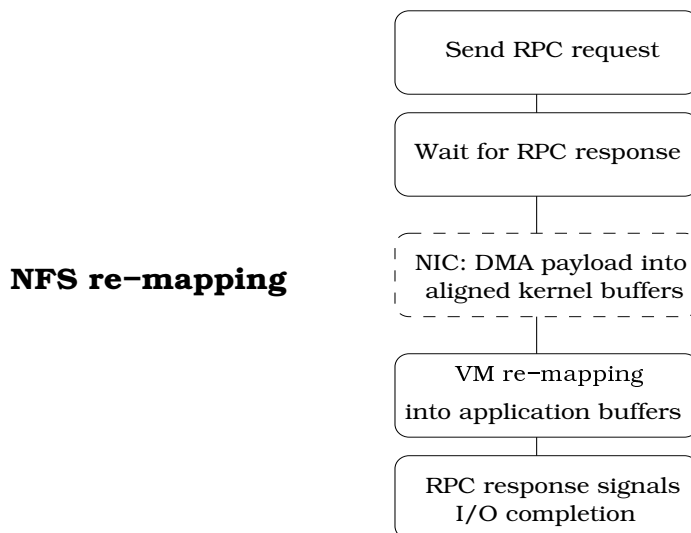 Send RPC request
Wait for RPC response
NFS re−mapping
NIC: DMA payload into
aligned kernel buffers
VM re−mapping
into application buffers
RPC response signals
I/O completion